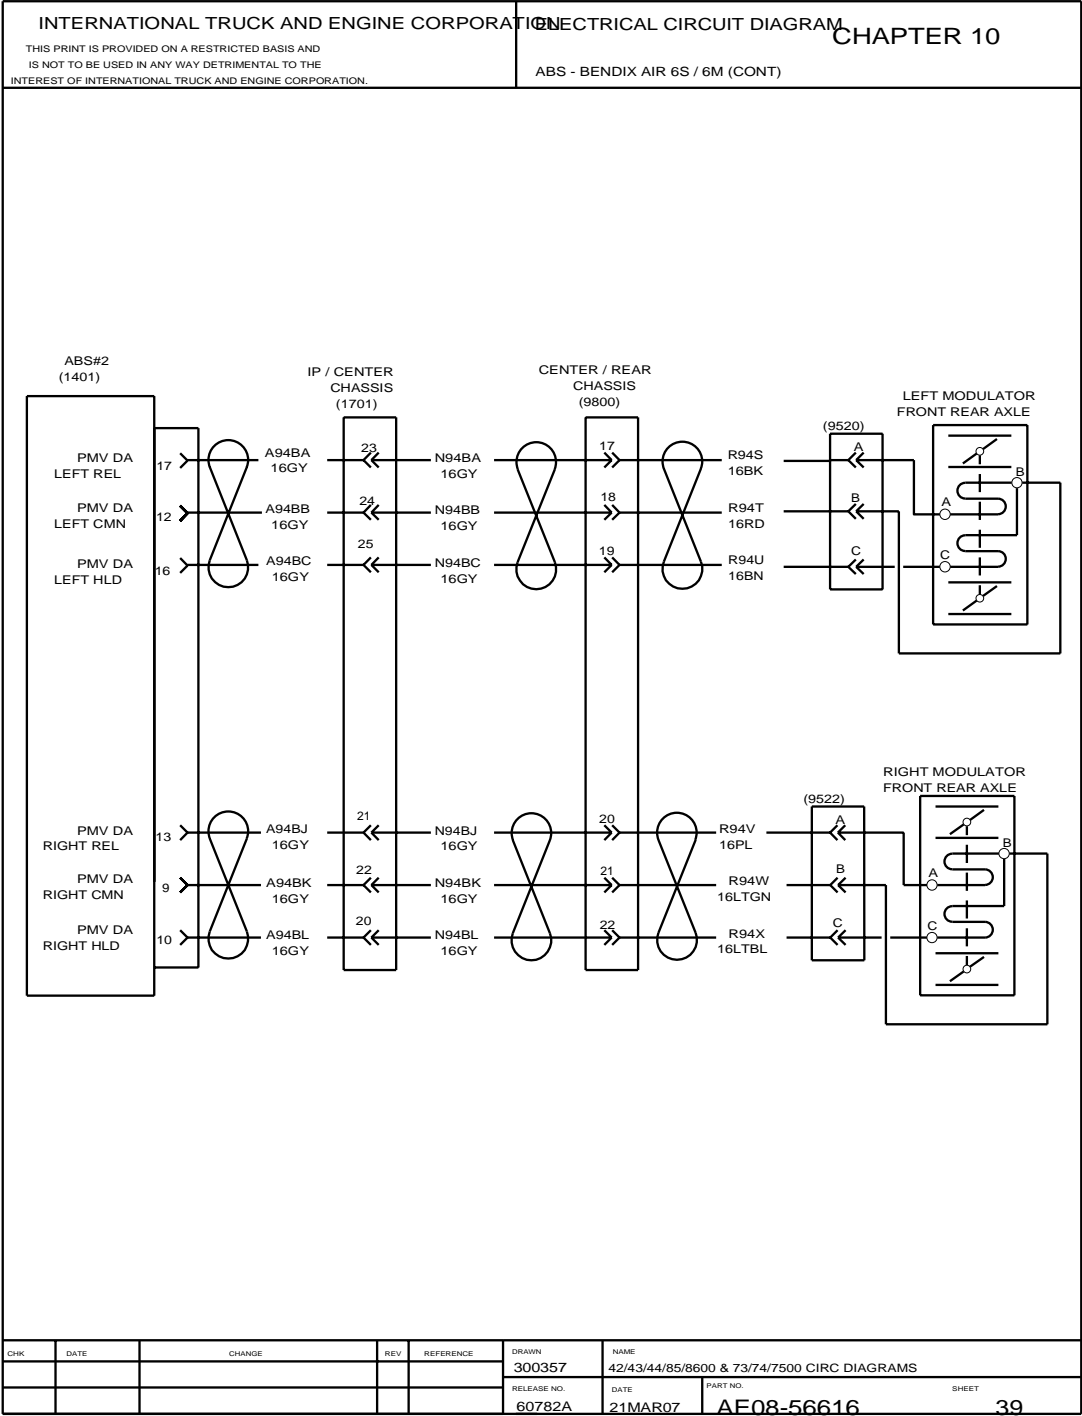 INTERNATIONAL TRUCK AND ENGINE CORPORATION
THIS PRINT IS PROVIDED ON A RESTRICTED BASIS AND
IS NOT TO BE USED IN ANY WAY DETRIMENTAL TO THE
INTEREST OF INTERNATIONAL TRUCK AND ENGINE CORPORATION.
ELECTRICAL CIRCUIT DIAGRAM
CHAPTER 10
ABS - BENDIX AIR 6S / 6M (CONT)
ABS#2
(1401)
IP / CENTER
CHASSIS
(1701)
CENTER / REAR
CHASSIS
(9800)
LEFT MODULATOR
FRONT REAR AXLE
(9520)
PMV DA
LEFT REL
17
A94BA
16GY
23
N94BA
16GY
17
R94S
16BK
A
PMV DA
LEFT CMN
12
A94BB
16GY
24
N94BB
16GY
18
R94T
16RD
B
PMV DA
LEFT HLD
16
A94BC
16GY
25
N94BC
16GY
19
R94U
16BN
C
B
A
C
RIGHT MODULATOR
FRONT REAR AXLE
(9522)
PMV DA
RIGHT REL
13
A94BJ
16GY
21
N94BJ
16GY
20
R94V
16PL
A
PMV DA
RIGHT CMN
9
A94BK
16GY
22
N94BK
16GY
21
R94W
16LTGN
B
PMV DA
RIGHT HLD
10
A94BL
16GY
20
N94BL
16GY
22
R94X
16LTBL
C
B
A
C
CHK DATE CHANGE REV REFERENCE
DRAWN
300357
NAME
42/43/44/85/8600 & 73/74/7500 CIRC DIAGRAMS
RELEASE NO.
60782A
DATE
21MAR07
PART NO.
AE08-56616
SHEET
39